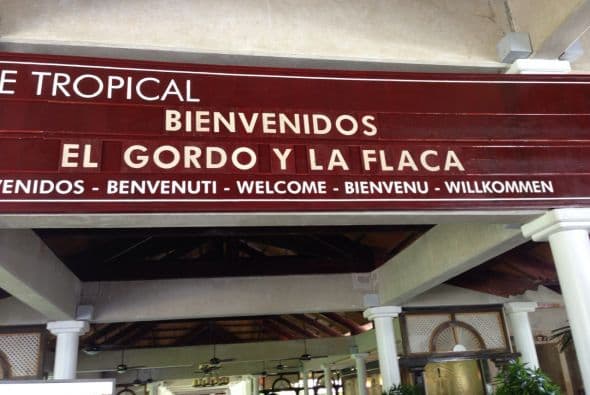 E TROPICAL
BIENVENIDOS
EL GORDO Y LA FLACA
VENIDOS - BENVENUTI - WELCOME - BIENVENU - WILLKOMMEN